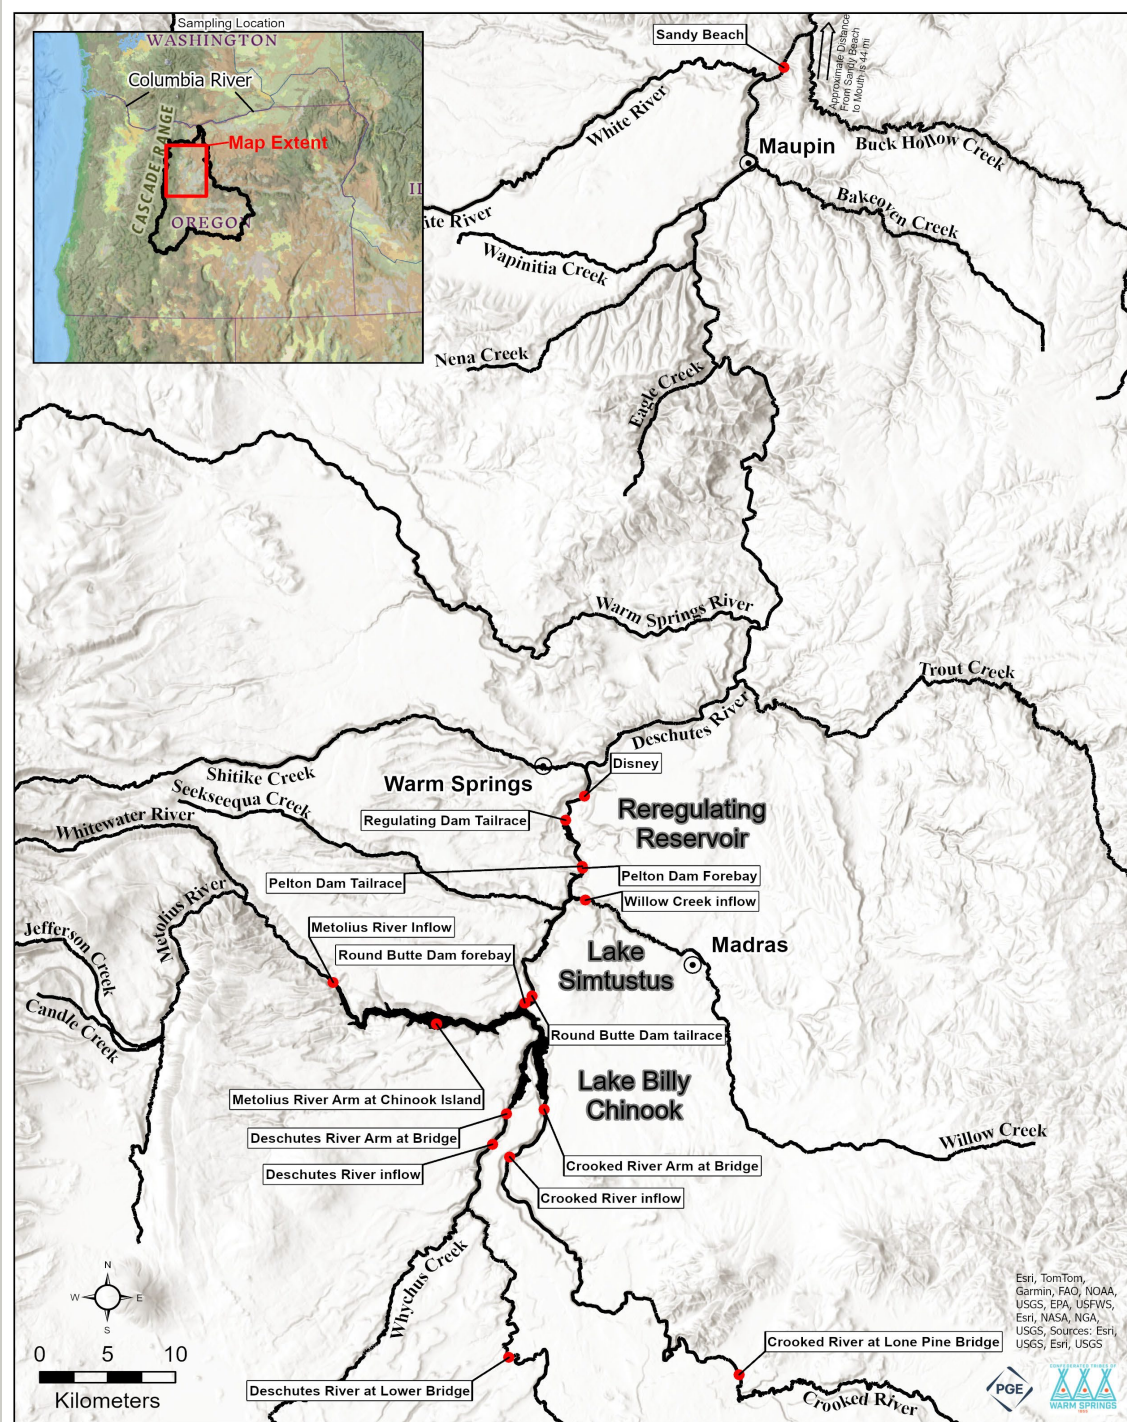 Sampling Location
WASHINGTON
Columbia River
CASCADE RANGE
Map Extent
OREGON
Sandy Beach
Approximate Distance
From Sandy Beach
to Mouth is 44 mi
White River
Maupin
Buck Hollow Creek
Bakeoven Creek
ite River
Wapinitia Creek
Nena Creek
Eagle Creek
Warm Springs River
Trout Creek
Deschutes River
Disney
Shitike Creek
Warm Springs
Seekseequa Creek
Reregulating
Reservoir
Whitewater River
Regulating Dam Tailrace
Pelton Dam Tailrace
Pelton Dam Forebay
Willow Creek inflow
Metolius River
Metolius River Inflow
Jefferson Creek
Round Butte Dam forebay
Lake
Simtustus
Madras
Candle Creek
Round Butte Dam tailrace
Metolius River Arm at Chinook Island
Lake Billy
Chinook
Deschutes River Arm at Bridge
Willow Creek
Deschutes River inflow
Crooked River Arm at Bridge
Crooked River inflow
Whychus Creek
N
W E
S
Esri, TomTom,
Garmin, FAO, NOAA,
USGS, EPA, USFWS,
Esri, NASA, NGA,
USGS, Sources: Esri,
USGS, Esri, USGS
Crooked River at Lone Pine Bridge
0 5 10
Kilometers
Deschutes River at Lower Bridge
Crooked River
PGE
CONFEDERATED TRIBES OF
WARM SPRINGS